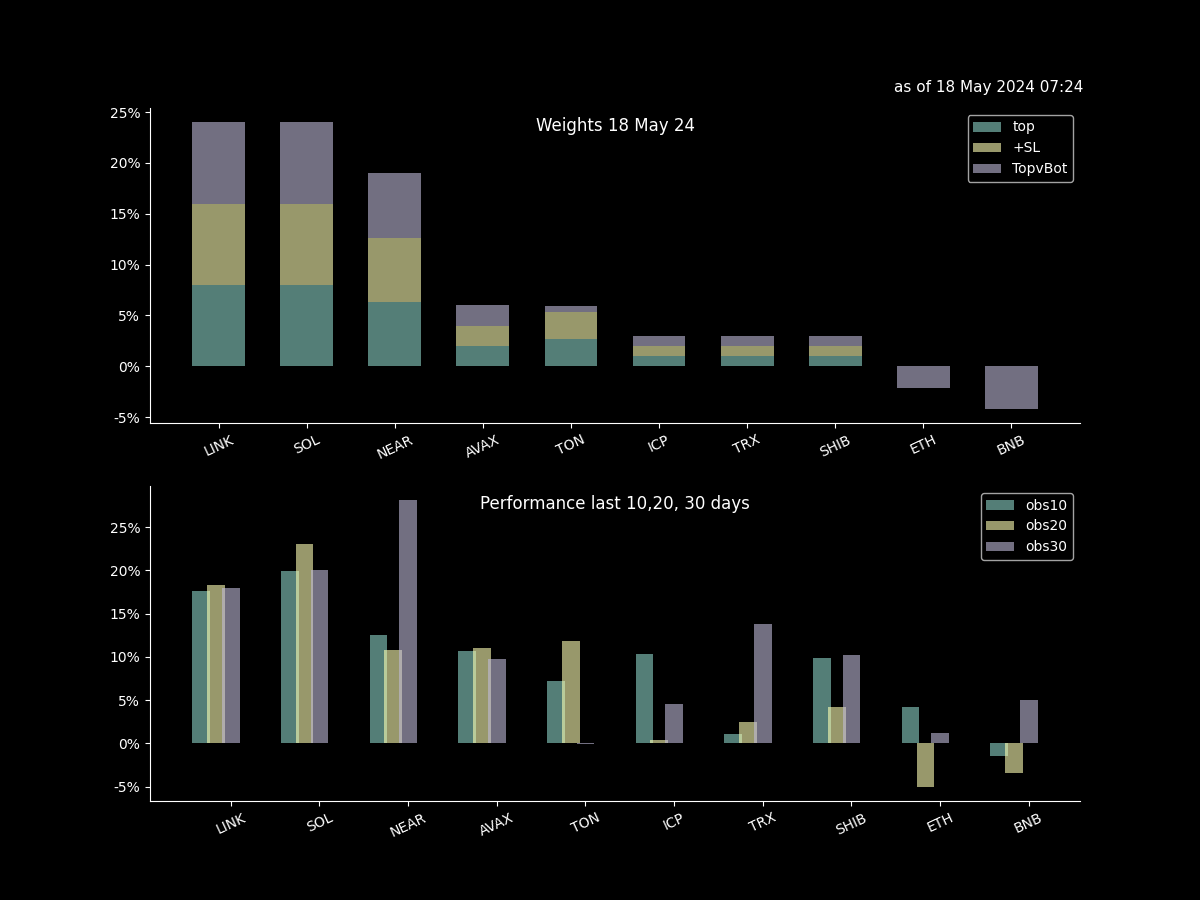 as of 18 May 2024 07:24
Weights 18 May 24
top
+SL
TopvBot
25%
20%
15%
10%
5%
0%
-5%
LINK SOL NEAR AVAX TON ICP TRX SHIB ETH BNB
Performance last 10,20, 30 days
obs10
obs20
obs30
25%
20%
15%
10%
5%
0%
-5%
LINK SOL NEAR AVAX TON ICP TRX SHIB ETH BNB